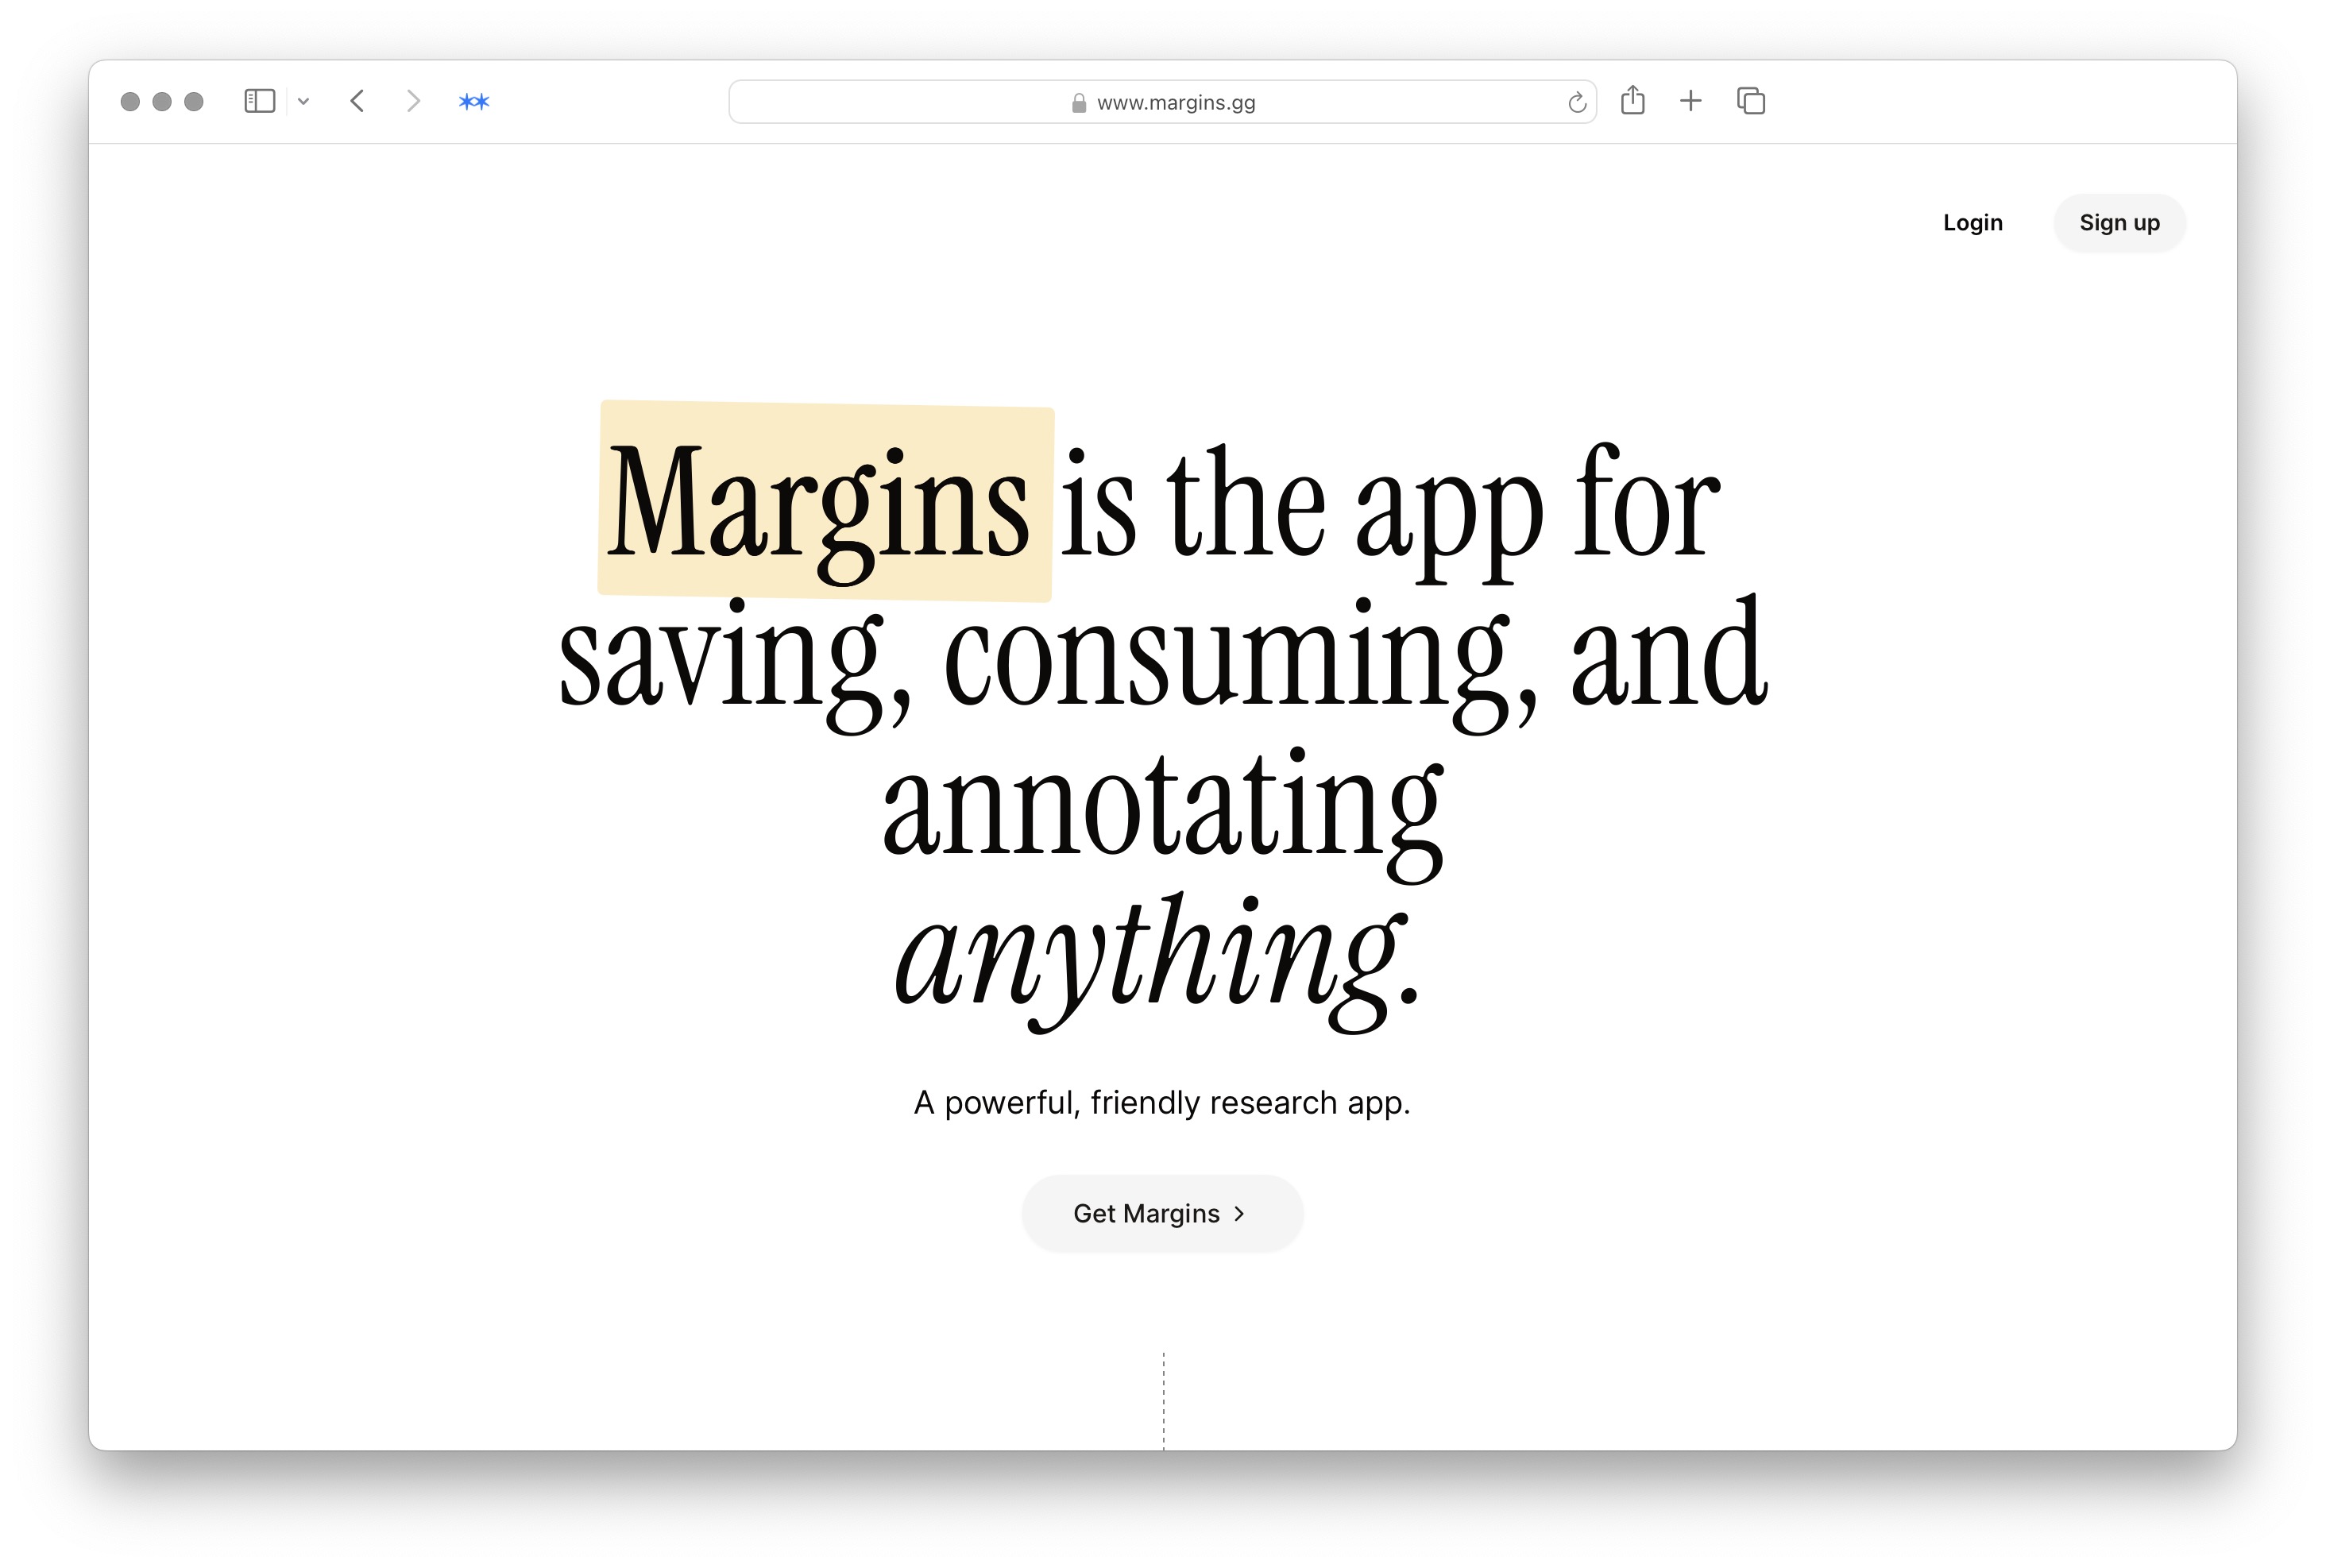 www.margins.gg
Login
Sign up
Margins is the app for
saving, consuming, and
annotating
anything.
A powerful, friendly research app.
Get Margins